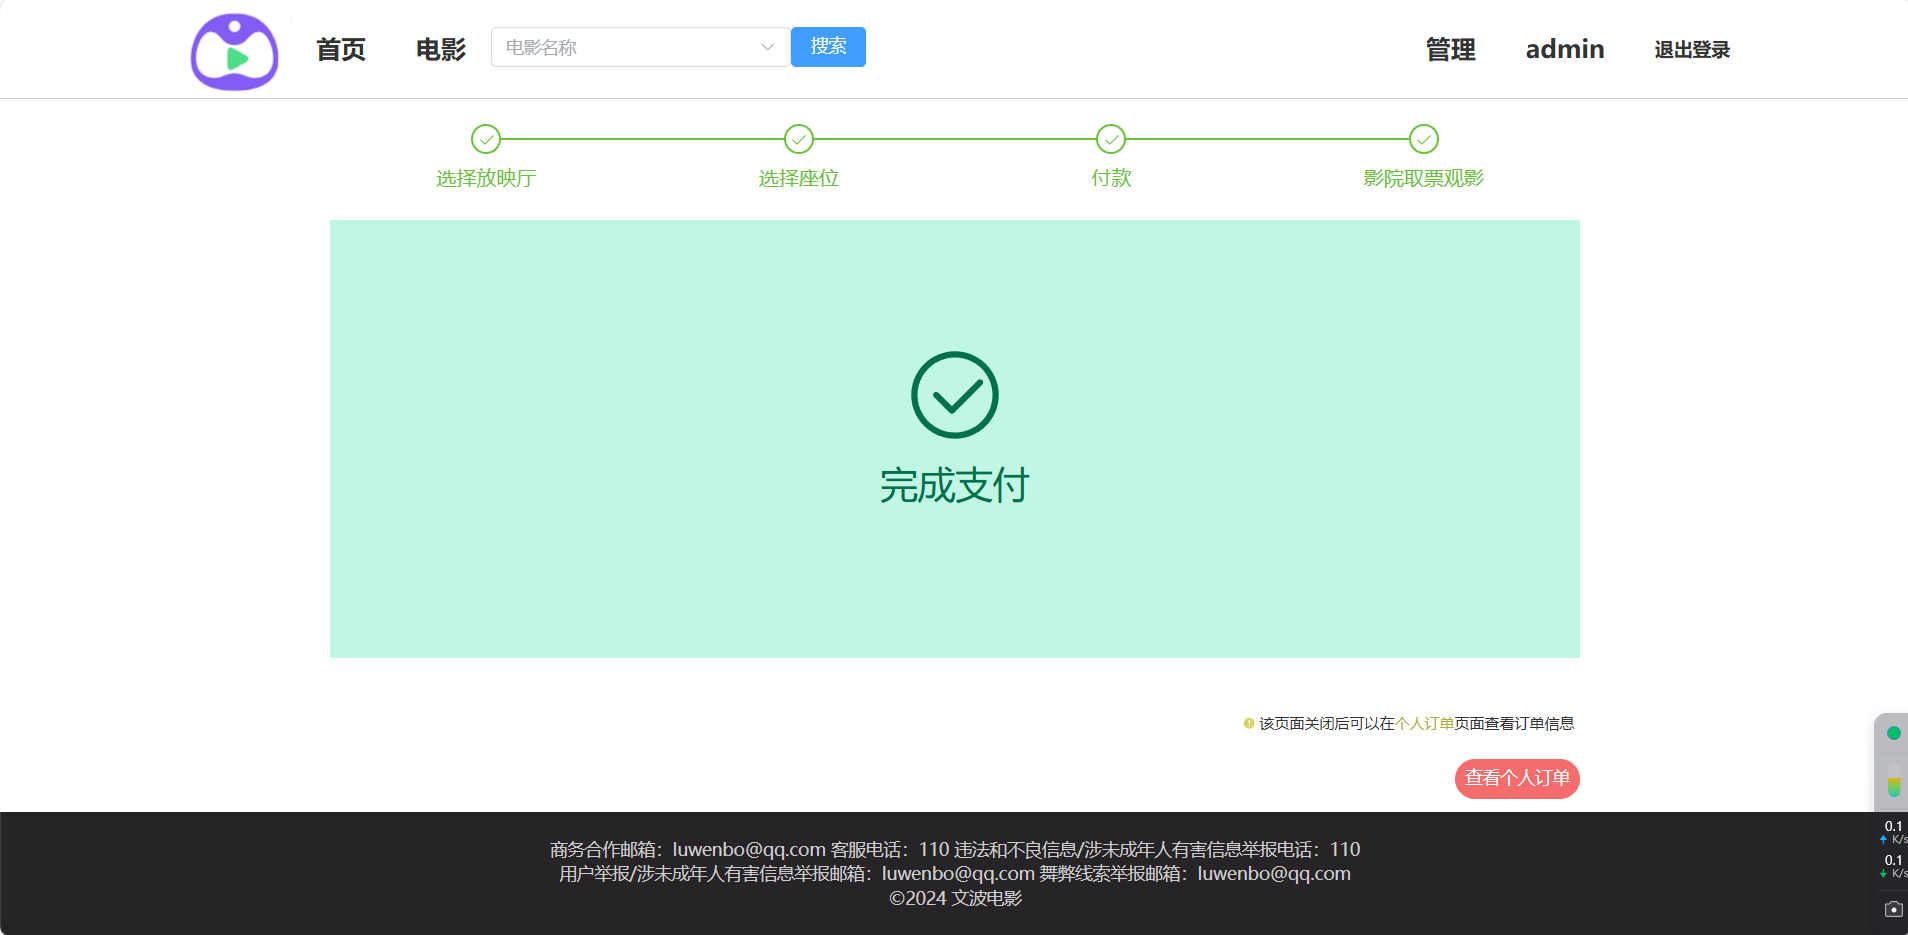 首页
电影
电影名称
搜索
管理
admin
退出登录
选择放映厅
选择座位
付款
影院取票观影
完成支付
该页面关闭后可以在个人订单页面查看订单信息
查看个人订单
商务合作邮箱：luwenbo@qq.com 客服电话：110 违法和不良信息/涉未成年人有害信息举报电话：110
用户举报/涉未成年人有害信息举报邮箱：luwenbo@qq.com 舞弊线索举报邮箱：luwenbo@qq.com
©2024 文波电影
0.1
K/s
0.1
K/s